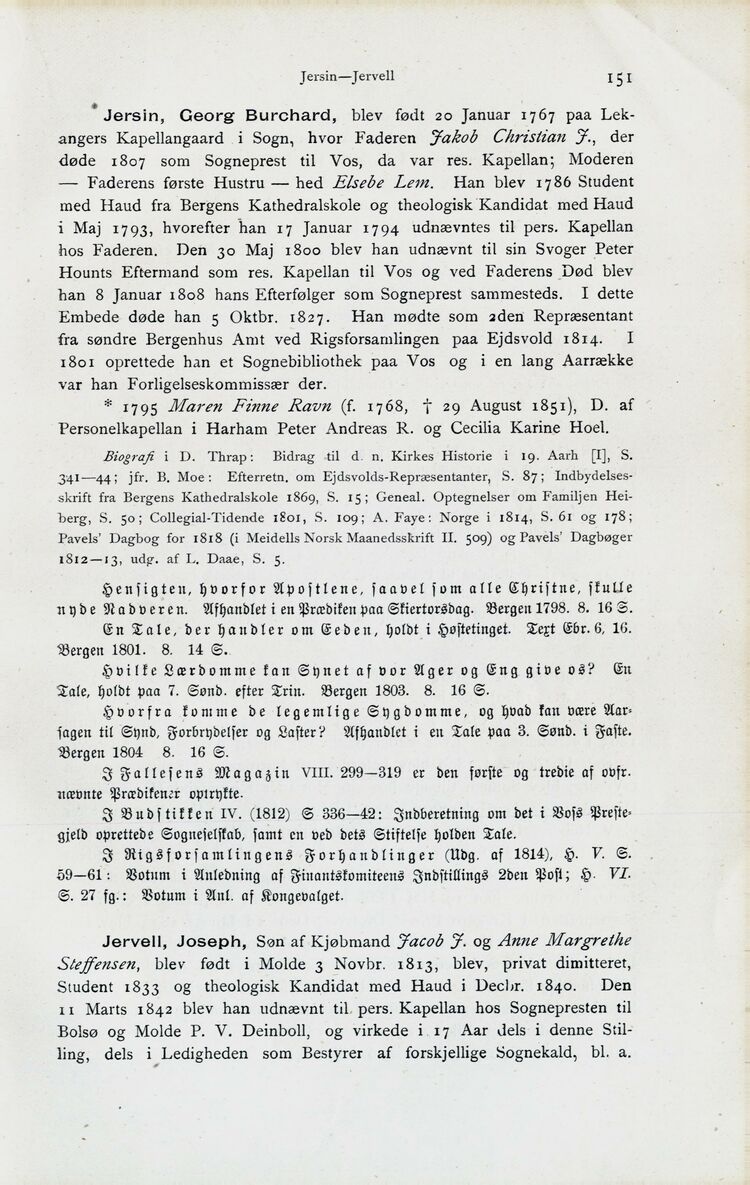 Jersin—Jervell
151
Jersin, Georg Burchard, blev født 20 Januar 1767 paa Lek-
angers Kapellangaard i Sogn, hvor Faderen Jakob Christian J., der
døde 1807 som Sogneprest til Vos, da var res. Kapellan; Moderen
— Faderens første Hustru — hed Elsebe Lem. Han blev 1786 Student
med Haud fra Bergens Kathedralskole og theologisk Kandidat med Haud
i Maj 1793, hvorefter han 17 Januar 1794 udnævntes til pers. Kapellan
hos Faderen. Den 30 Maj 1800 blev han udnævnt til sin Svoger Peter
Hounts Eftermand som res. Kapellan til Vos og ved Faderens Død blev
han 8 Januar 1808 hans Efterfølger som Sogneprest sammesteds. I dette
Embede døde han 5 Oktbr. 1827. Han mødte som 2den Repræsentant
fra søndre Bergenhus Amt ved Rigsforsamlingen paa Ejdsvold 1814. I
1801 oprettede han et Sognebibliothek paa Vos og i en lang Aarrække
var han Forligelseskommissær der.
* 1795 Maren Finne Ravn (f. 1768, † 29 August 1851), D. af
Personelkapellan i Harham Peter Andreas R. og Cecilia Karine Hoel.
Biografi i D. Thrap: Bidrag til d. n. Kirkes Historie i 19. Aarh [I], S.
341—44; jfr. B. Moe: Efterretn. om Ejdsvolds-Repræsentanter, S. 87; Indbydelses-
skrift fra Bergens Kathedralskole 1869, S. 15; Geneal. Optegnelser om Familjen Hei-
berg, S. 50; Collegial-Tidende 1801, S. 109; A. Faye: Norge i 1814, S. 61 og 178;
Pavels' Dagbog for 1818 (i Meidells Norsk Maanedsskrift II. 509) og Pavels' Dagbøger
1812—13, udg. af L. Daae, S. 5.
Hensigten, hvorfor Apostlene, saavel som alle Christne, skulle
nyde Nadveren. Afhandlet i en Prædiken paa Skiertorsdag. Bergen 1798. 8. 16 S.
En Tale, der handler om Eeden, holdt i Høstetinget. Text Ebr. 6, 16.
Bergen 1801. 8. 14 S.
Hvilke Lærdomme kan Synet af vor Ager og Eng give os? En
Tale, holdt paa 7. Sønd. efter Trin. Bergen 1803. 8. 16 S.
Hvorfra komme de legemlige Sygdomme, og hvad kan være Aar-
sagen til Synd, Forbrydelser og Laster? Afhandlet i en Tale paa 3. Sønd. i Faste.
Bergen 1804 8. 16 S.
I Fallesens Magazin VIII. 299—319 er den første og tredie af ovfr.
nævnte Prædikener optrykte.
I Budstikken IV. (1812) S 336—42: Indberetning om det i Voss Preste-
gjeld oprettede Sogneselskab, samt en ved dets Stiftelse holden Tale.
I Rigsforsamlingens Forhandlinger (Udg. af 1814), H. V. S.
59—61: Votum i Anledning af Finantskomiteens Indstillings 2den Post; H. VI.
S. 27 fg.: Votum i Anl. af Kongevalget.
Jervell, Joseph, Søn af Kjøbmand Jacob J. og Anne Margrethe
Steffensen, blev født i Molde 3 Novbr. 1813, blev, privat dimitteret,
Student 1833 og theologisk Kandidat med Haud i Decbr. 1840. Den
11 Marts 1842 blev han udnævnt til pers. Kapellan hos Sognepresten til
Bolsø og Molde P. V. Deinboll, og virkede i 17 Aar dels i denne Stil-
ling, dels i Ledigheden som Bestyrer af forskjellige Sognekald, bl. a.